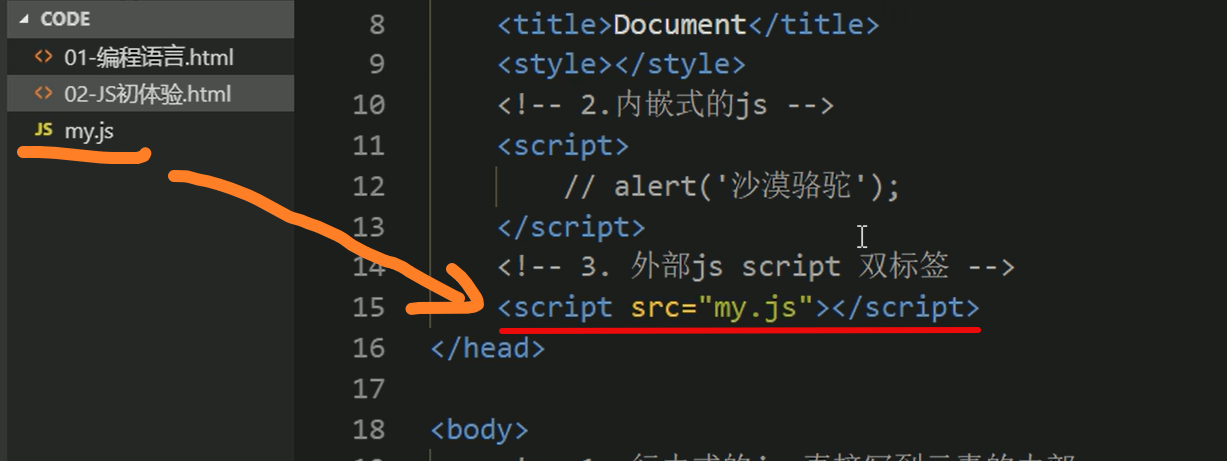 CODE
01-编程语言.html
02-JS初体验.html
JS my.js
8 <title>Document</title>
9 <style></style>
10 <!-- 2.内嵌式的js -->
11 <script>
12 // alert('沙漠骆驼');
13 </script>
14 <!-- 3. 外部js script 双标签 -->
15 <script src="my.js"></script>
16 </head>
17
18 <body>